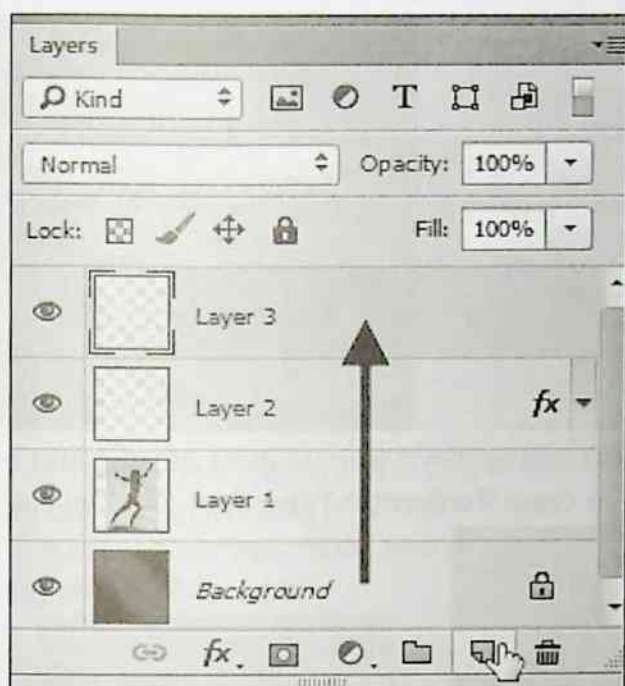 Layers
Kind T
Normal Opacity: 100%
Lock: Fill: 100%
Layer 3
Layer 2 fx
Layer 1
Background
fx.